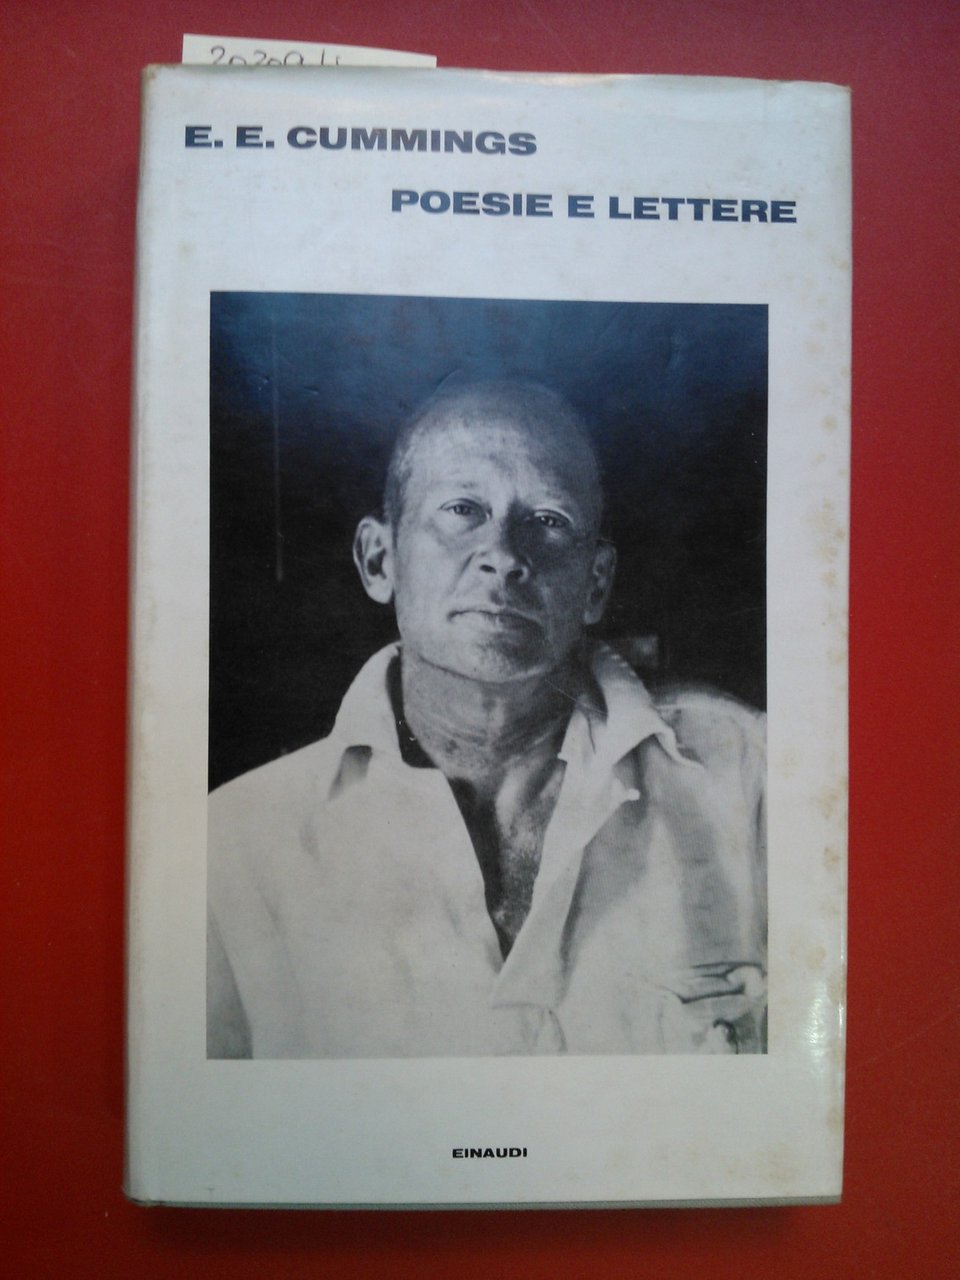 E. E. CUMMINGS
POESIE E LETTERE
EINAUDI